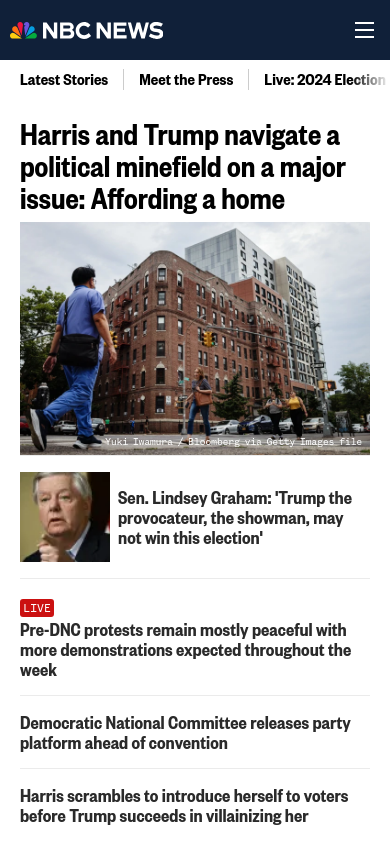 NBC NEWS
Latest Stories
Meet the Press
Live: 2024 Election
Harris and Trump navigate a
political minefield on a major
issue: Affording a home
Yuki Iwamura / Bloomberg via Getty Images file
Sen. Lindsey Graham: 'Trump the
provocateur, the showman, may
not win this election'
LIVE
Pre-DNC protests remain mostly peaceful with
more demonstrations expected throughout the
week
Democratic National Committee releases party
platform ahead of convention
Harris scrambles to introduce herself to voters
before Trump succeeds in villainizing her